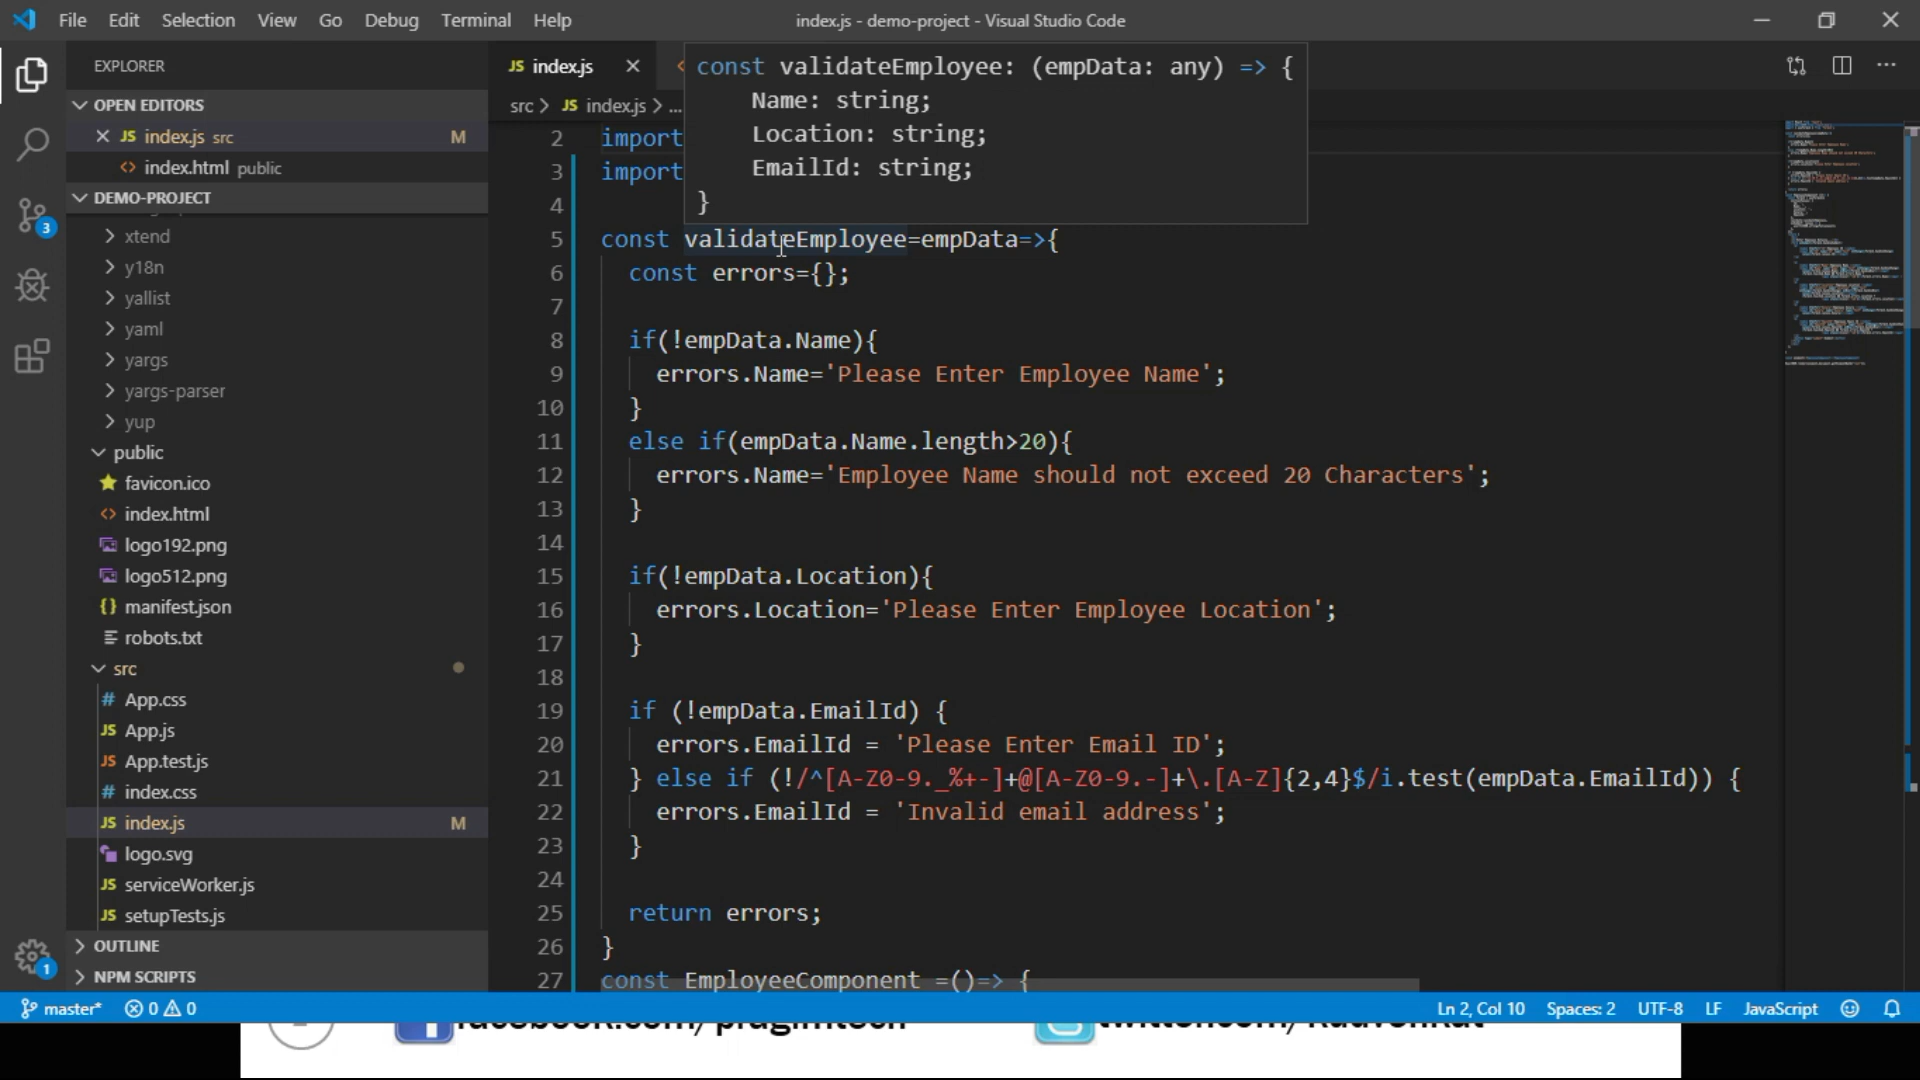 File Edit Selection View Go Debug Terminal Help
index.js - demo-project - Visual Studio Code
EXPLORER
OPEN EDITORS
JS index.js src M
<> index.html public
DEMO-PROJECT
xtend
y18n
yallist
yaml
yargs
yargs-parser
yup
public
favicon.ico
<> index.html
logo192.png
logo512.png
{} manifest.json
robots.txt
src
# App.css
JS App.js
JS App.test.js
# index.css
JS index.js M
logo.svg
JS serviceWorker.js
JS setupTests.js
OUTLINE
NPM SCRIPTS
3
1
JS index.js
src > JS index.js > ...
const validateEmployee: (empData: any) => {
Name: string;
Location: string;
EmailId: string;
}
2 import
3 import
4
5 const validateEmployee=empData=>{
6 const errors={};
7
8 if(!empData.Name){
9 errors.Name='Please Enter Employee Name';
10 }
11 else if(empData.Name.length>20){
12 errors.Name='Employee Name should not exceed 20 Characters';
13 }
14
15 if(!empData.Location){
16 errors.Location='Please Enter Employee Location';
17 }
18
19 if (!empData.EmailId) {
20 errors.EmailId = 'Please Enter Email ID';
21 } else if (!/^[A-Z0-9._%+-]+@[A-Z0-9.-]+\.[A-Z]{2,4}$/i.test(empData.EmailId)) {
22 errors.EmailId = 'Invalid email address';
23 }
24
25 return errors;
26 }
27 const EmployeeComponent =()=> {
master* 0 0
Ln 2, Col 10 Spaces: 2 UTF-8 LF JavaScript
facebook.com/pragimtech